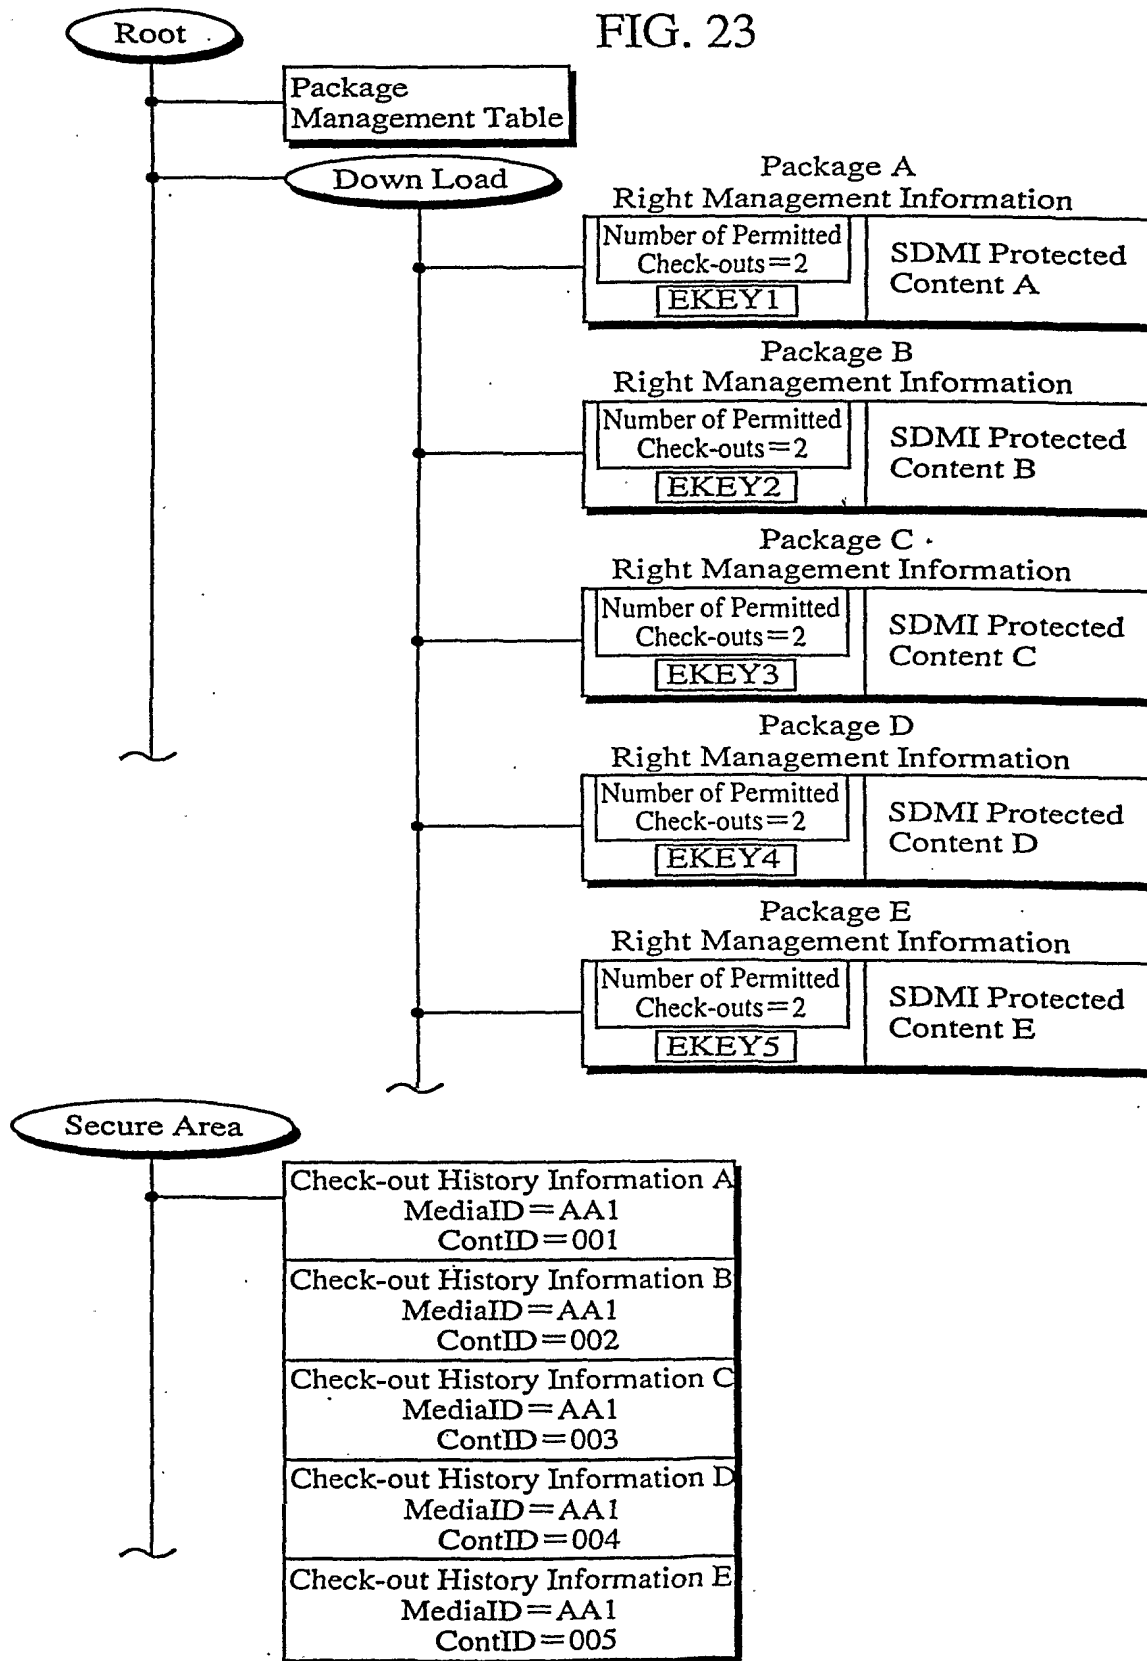 FIG. 23
Root
Package
Management Table
Down Load
Package A
Right Management Information
Number of Permitted
Check-outs=2
EKEY1
SDMI Protected
Content A
Package B
Right Management Information
Number of Permitted
Check-outs=2
EKEY2
SDMI Protected
Content B
Package C
Right Management Information
Number of Permitted
Check-outs=2
EKEY3
SDMI Protected
Content C
Package D
Right Management Information
Number of Permitted
Check-outs=2
EKEY4
SDMI Protected
Content D
Package E
Right Management Information
Number of Permitted
Check-outs=2
EKEY5
SDMI Protected
Content E
Secure Area
Check-out History Information A
MediaID=AA1
ContID=001
Check-out History Information B
MediaID=AA1
ContID=002
Check-out History Information C
MediaID=AA1
ContID=003
Check-out History Information D
MediaID=AA1
ContID=004
Check-out History Information E
MediaID=AA1
ContID=005